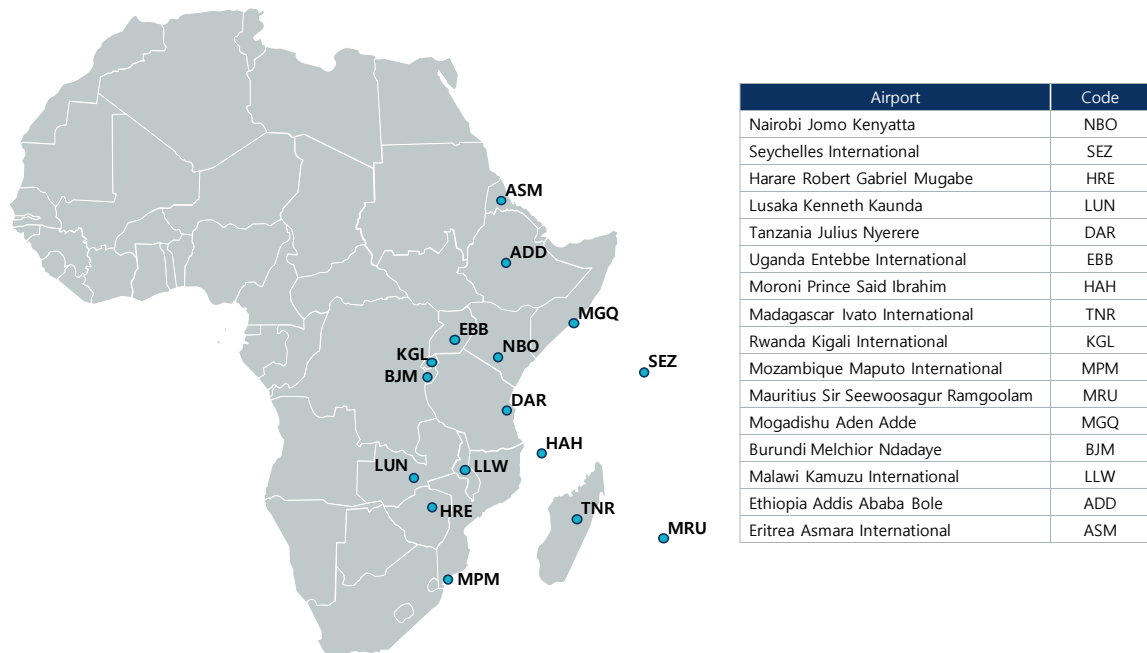 ASM
ADD
MGQ
EBB
NBO
KGL
SEZ
BJM
DAR
HAH
LUN
LLW
HRE
TNR
MRU
MPM
Airport Code
Nairobi Jomo Kenyatta NBO
Seychelles International SEZ
Harare Robert Gabriel Mugabe HRE
Lusaka Kenneth Kaunda LUN
Tanzania Julius Nyerere DAR
Uganda Entebbe International EBB
Moroni Prince Said Ibrahim HAH
Madagascar Ivato International TNR
Rwanda Kigali International KGL
Mozambique Maputo International MPM
Mauritius Sir Seewoosagur Ramgoolam MRU
Mogadishu Aden Adde MGQ
Burundi Melchior Ndadaye BJM
Malawi Kamuzu International LLW
Ethiopia Addis Ababa Bole ADD
Eritrea Asmara International ASM